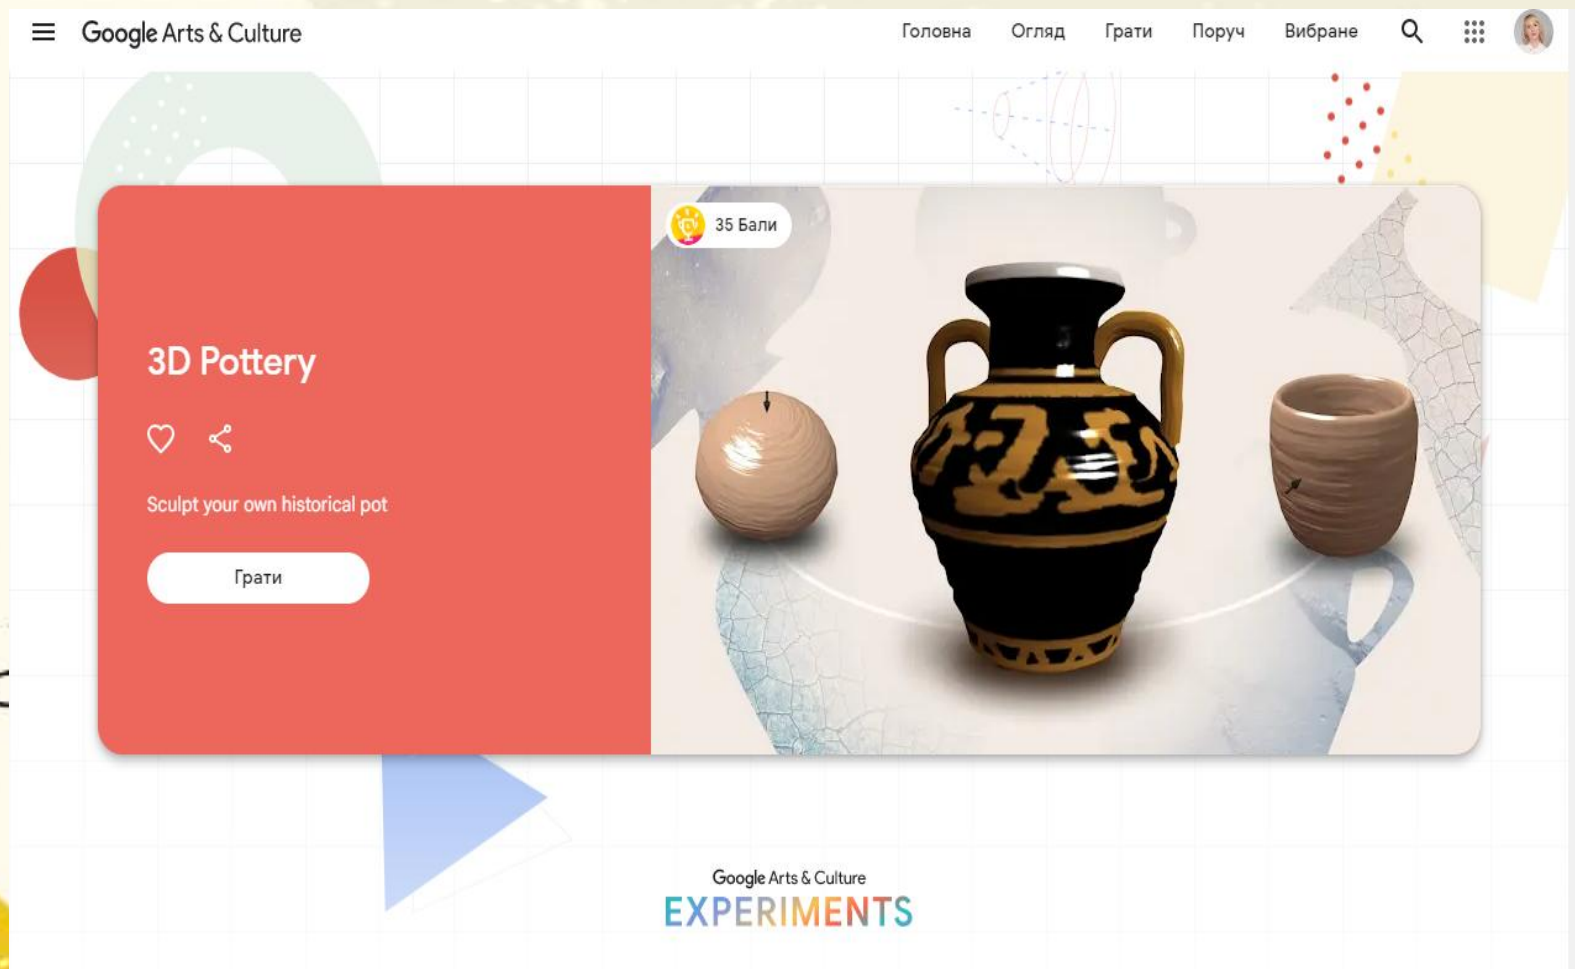 Google Arts & Culture
Головна Огляд Грати Поруч Вибране
35 Бали
3D Pottery
Sculpt your own historical pot
Грати
Google Arts & Culture
EXPERIMENTS